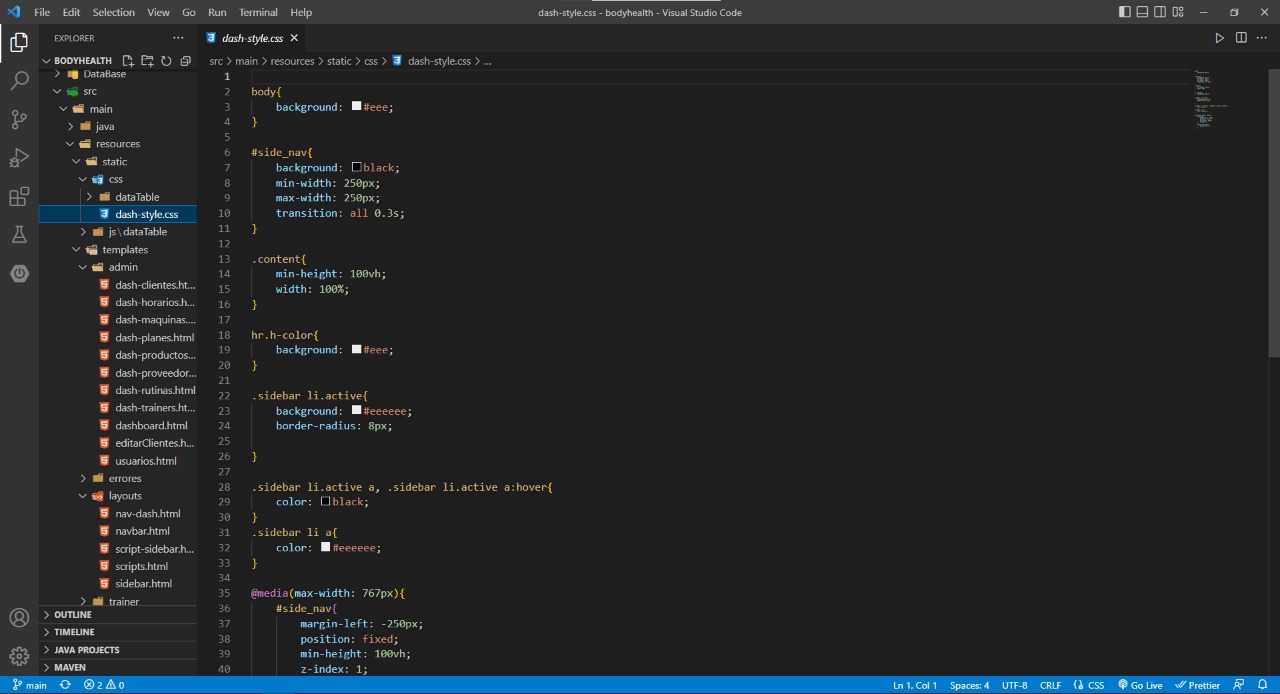 File Edit Selection View Go Run Terminal Help
dash-style.css - bodyhealth - Visual Studio Code
EXPLORER
BODYHEALTH
DataBase
src
main
java
resources
static
css
dataTable
dash-style.css
js\dataTable
templates
admin
dash-clientes.ht...
dash-horarios.h...
dash-maquinas....
dash-planes.html
dash-productos...
dash-proveedor...
dash-rutinas.html
dash-trainers.ht...
dashboard.html
editarClientes.h...
usuarios.html
errores
layouts
nav-dash.html
navbar.html
script-sidebar.h...
scripts.html
sidebar.html
trainer
OUTLINE
TIMELINE
JAVA PROJECTS
MAVEN
dash-style.css
src > main > resources > static > css > dash-style.css > ...
1
2 body{
3 background: #eee;
4 }
5
6 #side_nav{
7 background: black;
8 min-width: 250px;
9 max-width: 250px;
10 transition: all 0.3s;
11 }
12
13 .content{
14 min-height: 100vh;
15 width: 100%;
16 }
17
18 hr.h-color{
19 background: #eee;
20 }
21
22 .sidebar li.active{
23 background: #eeeeee;
24 border-radius: 8px;
25
26 }
27
28 .sidebar li.active a, .sidebar li.active a:hover{
29 color: black;
30 }
31 .sidebar li a{
32 color: #eeeeee;
33 }
34
35 @media(max-width: 767px){
36 #side_nav{
37 margin-left: -250px;
38 position: fixed;
39 min-height: 100vh;
40 z-index: 1;
main 2 0
Ln 1, Col 1 Spaces: 4 UTF-8 CRLF CSS Go Live Prettier